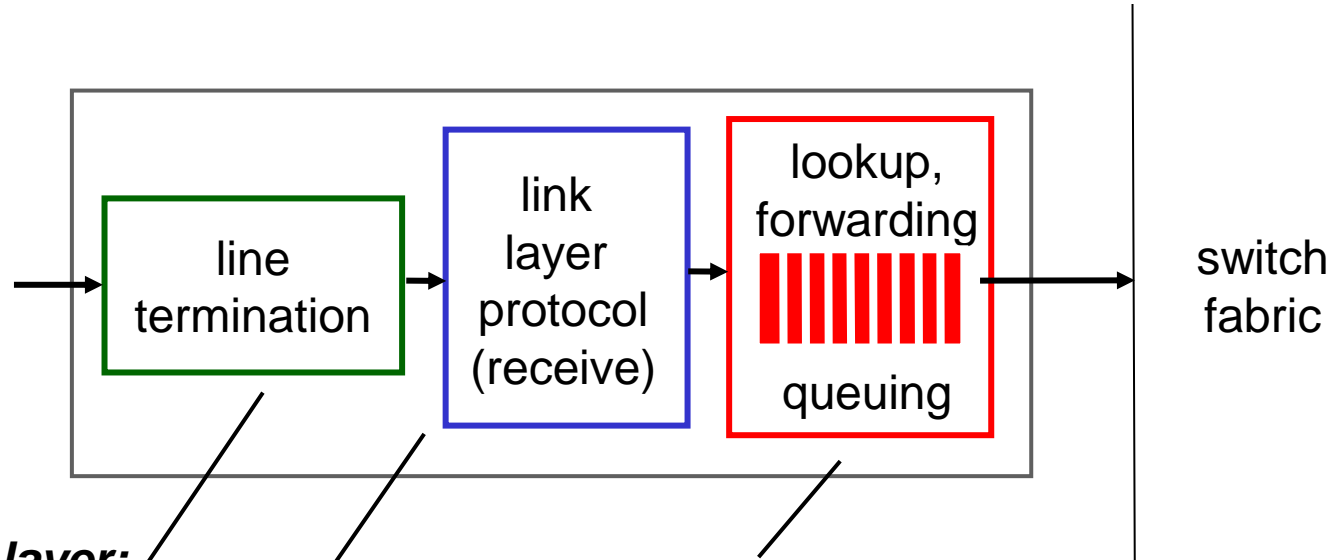 line
termination
link
layer
protocol
(receive)
lookup,
forwarding
queuing
switch
fabric
layer: